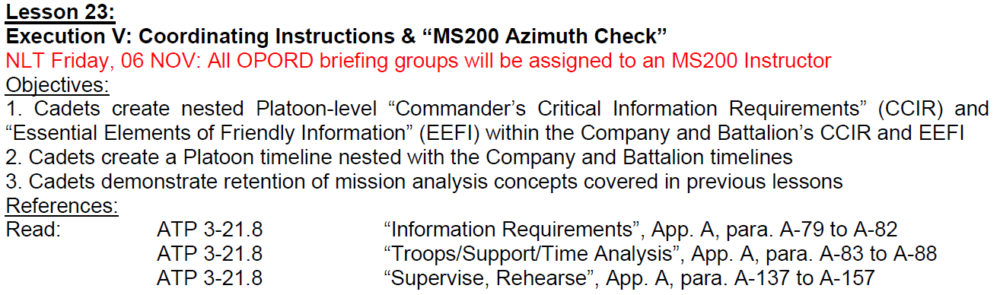 Lesson 23:
Execution V: Coordinating Instructions & “MS200 Azimuth Check”
NLT Friday, 06 NOV: All OPORD briefing groups will be assigned to an MS200 Instructor
Objectives:
1. Cadets create nested Platoon-level “Commander’s Critical Information Requirements” (CCIR) and
“Essential Elements of Friendly Information” (EEFI) within the Company and Battalion’s CCIR and EEFI
2. Cadets create a Platoon timeline nested with the Company and Battalion timelines
3. Cadets demonstrate retention of mission analysis concepts covered in previous lessons
References:
Read: ATP 3-21.8 “Information Requirements”, App. A, para. A-79 to A-82
ATP 3-21.8 “Troops/Support/Time Analysis”, App. A, para. A-83 to A-88
ATP 3-21.8 “Supervise, Rehearse”, App. A, para. A-137 to A-157